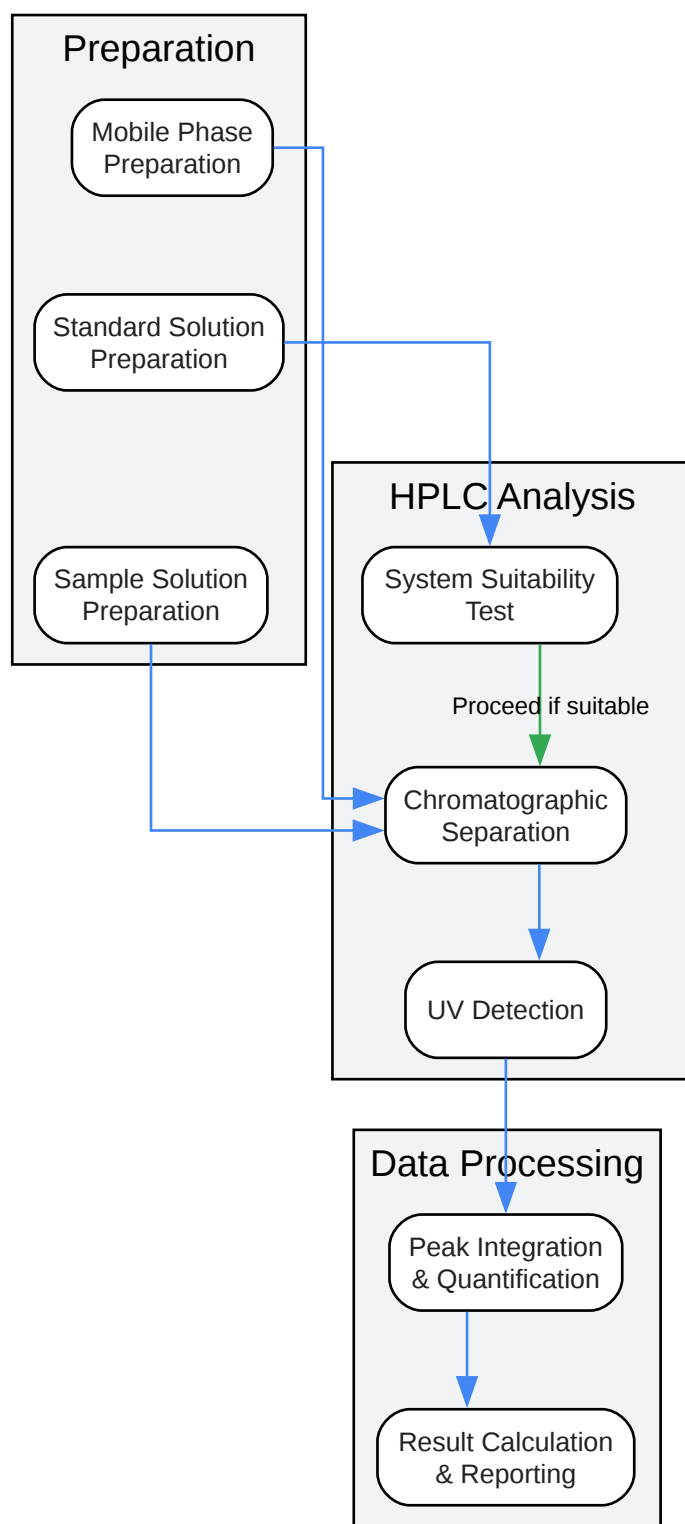 Preparation
Mobile Phase
Preparation
Standard Solution
Preparation
Sample Solution
Preparation
HPLC Analysis
System Suitability
Test
Proceed if suitable
Chromatographic
Separation
UV Detection
Data Processing
Peak Integration
& Quantification
Result Calculation
& Reporting